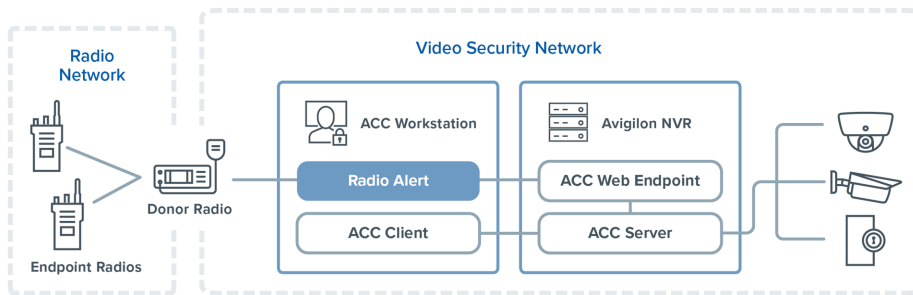 Radio
Network
Video Security Network
ACC Workstation
Avigilon NVR
Radio Alert
ACC Web Endpoint
Donor Radio
ACC Client
ACC Server
Endpoint Radios